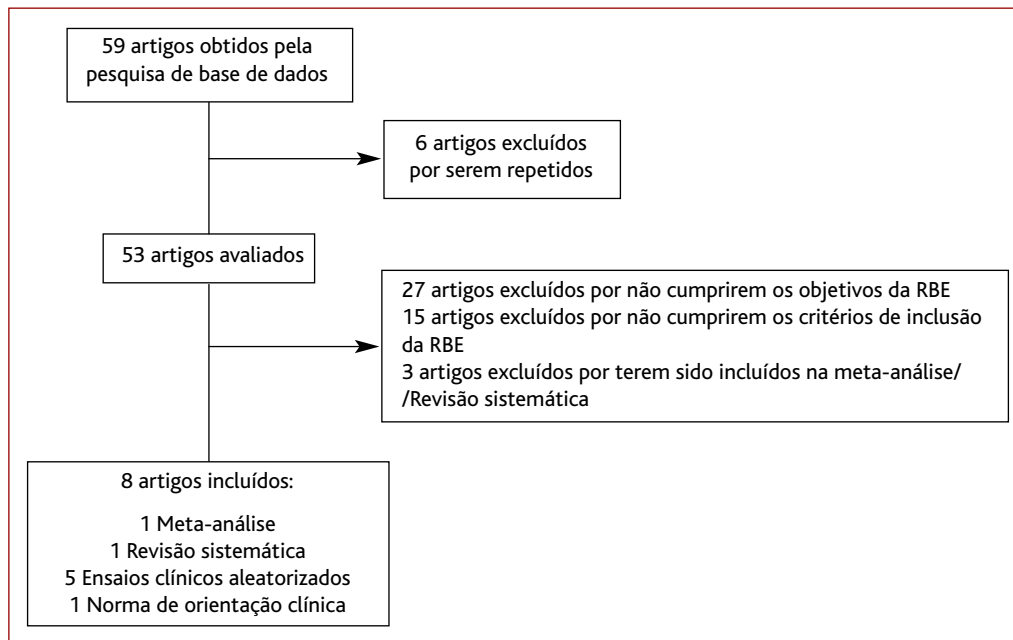 59 artigos obtidos pela
pesquisa de base de dados
6 artigos excluídos
por serem repetidos
53 artigos avaliados
27 artigos excluídos por não cumprirem os objetivos da RBE
15 artigos excluídos por não cumprirem os critérios de inclusão
da RBE
3 artigos excluídos por terem sido incluídos na meta-análise/
/Revisão sistemática
8 artigos incluídos:
1 Meta-análise
1 Revisão sistemática
5 Ensaios clínicos aleatorizados
1 Norma de orientação clínica